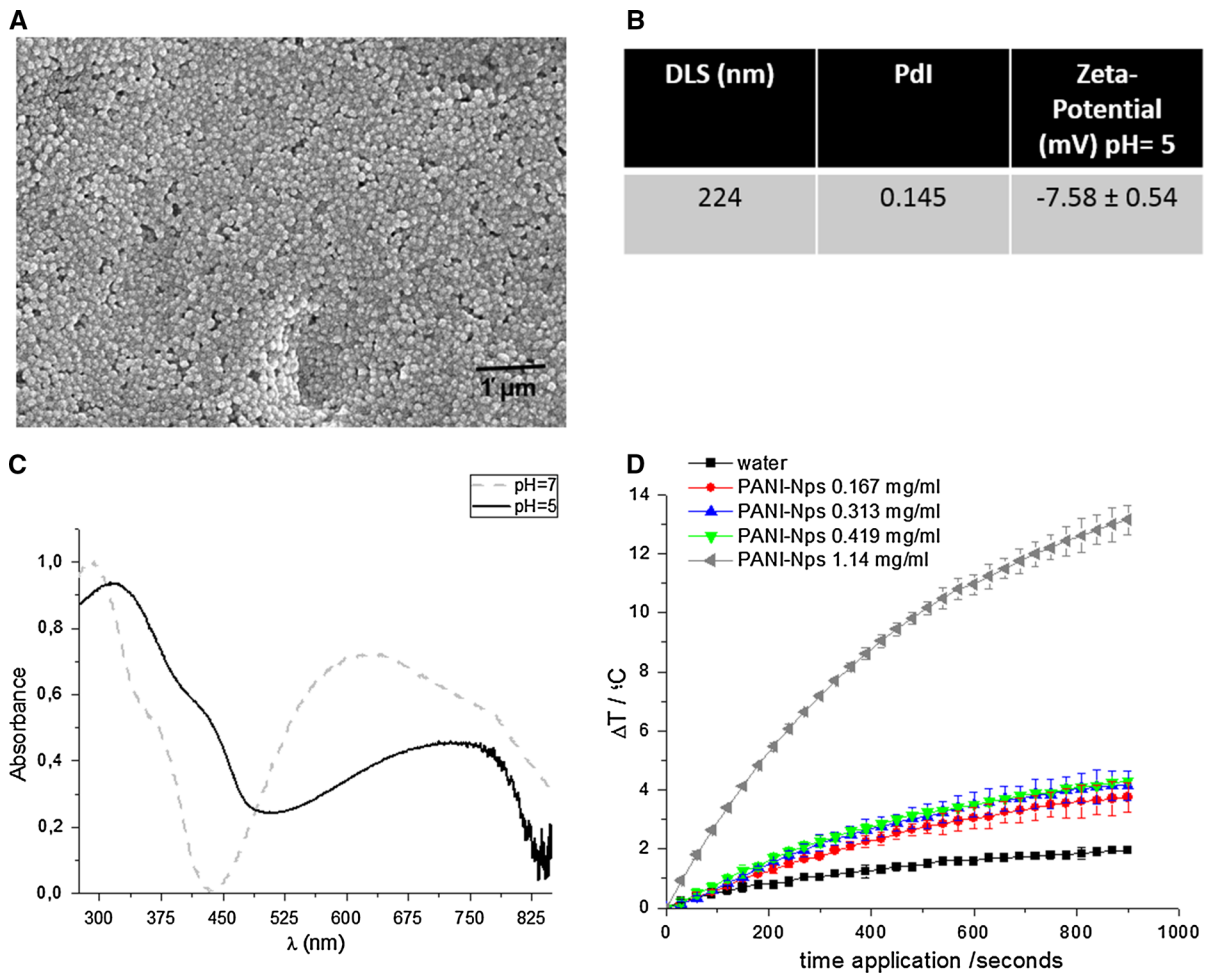 A
1 µm
B
DLS (nm)
PdI
Zeta-
Potential
(mV) pH= 5
224
0.145
-7.58 ± 0.54
C
pH=7
pH=5
1,0
0,8
0,6
0,4
0,2
0,0
Absorbance
300 375 450 525 600 675 750 825
λ (nm)
D
water
PANI-Nps 0.167 mg/ml
PANI-Nps 0.313 mg/ml
PANI-Nps 0.419 mg/ml
PANI-Nps 1.14 mg/ml
14
12
10
8
6
4
2
0
ΔT / ºC
0 200 400 600 800 1000
time application /seconds